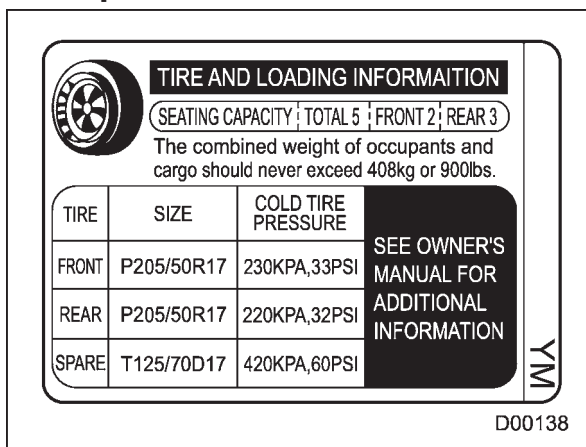 TIRE AND LOADING INFORMAITION
SEATING CAPACITY TOTAL 5 FRONT 2 REAR 3
The combined weight of occupants and
cargo should never exceed 408kg or 900lbs.
TIRE SIZE COLD TIRE PRESSURE
FRONT P205/50R17 230KPA,33PSI
REAR P205/50R17 220KPA,32PSI
SPARE T125/70D17 420KPA,60PSI
SEE OWNER'S
MANUAL FOR
ADDITIONAL
INFORMATION
YM
D00138